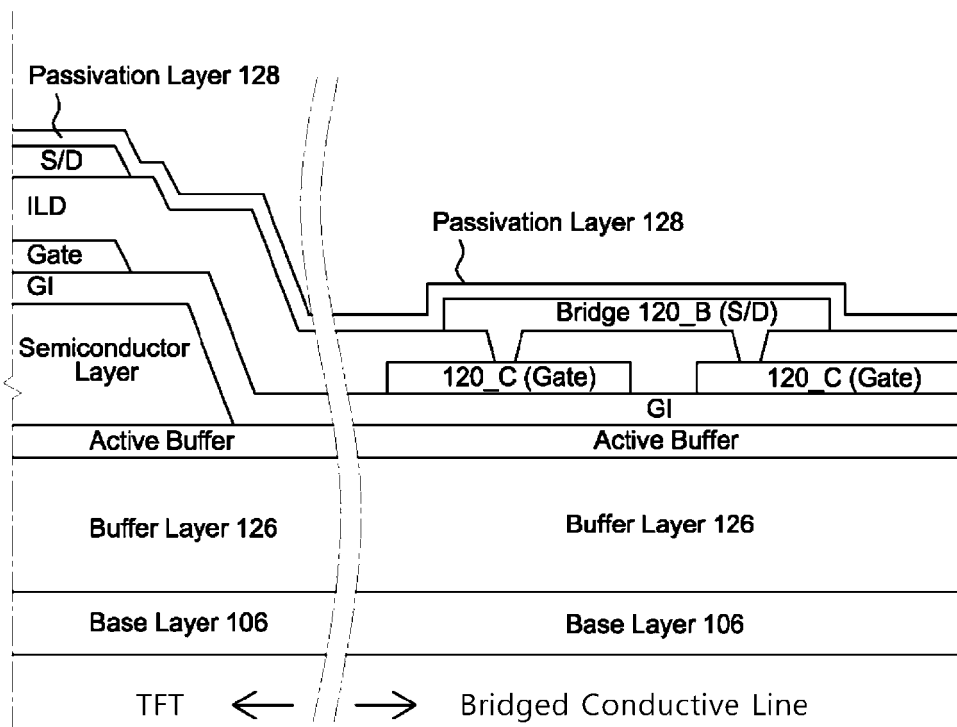 Passivation Layer 128
S/D
ILD
Gate
GI
Semiconductor
Layer
Active Buffer
Buffer Layer 126
Base Layer 106
TFT
Passivation Layer 128
Bridge 120_B (S/D)
120_C (Gate)
120_C (Gate)
GI
Active Buffer
Buffer Layer 126
Base Layer 106
Bridged Conductive Line